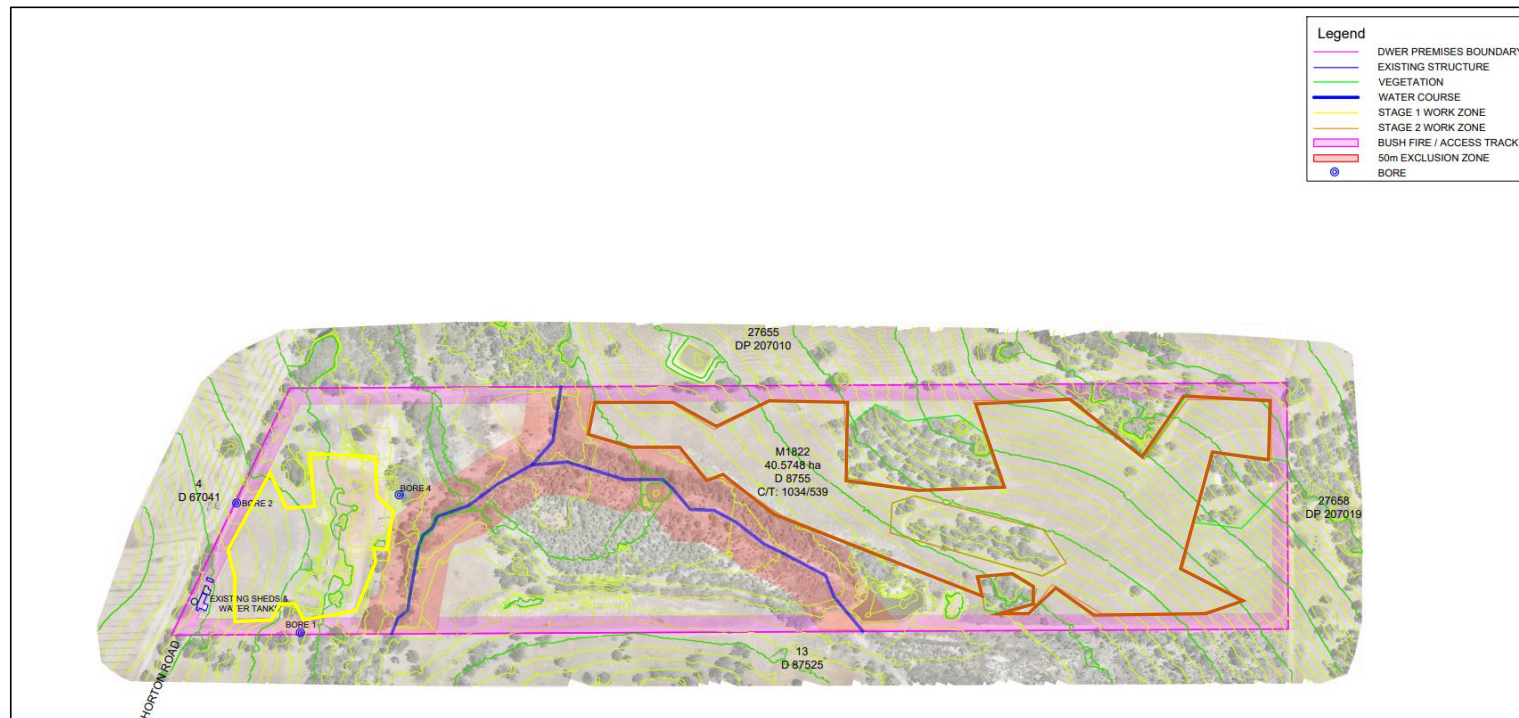 Legend
DWER PREMISES BOUNDARY
EXISTING STRUCTURE
VEGETATION
WATER COURSE
STAGE 1 WORK ZONE
STAGE 2 WORK ZONE
BUSH FIRE / ACCESS TRACK
50m EXCLUSION ZONE
BORE
27655
DP 207010
M1822
40.5748 ha
D 8755
C/T: 1034/539
4
D 67041
BORE 2
BORE 4
27658
DP 207019
EXISTING SHEDS &
WATER TANKS
BORE 1
13
D 87525
HORTON ROAD